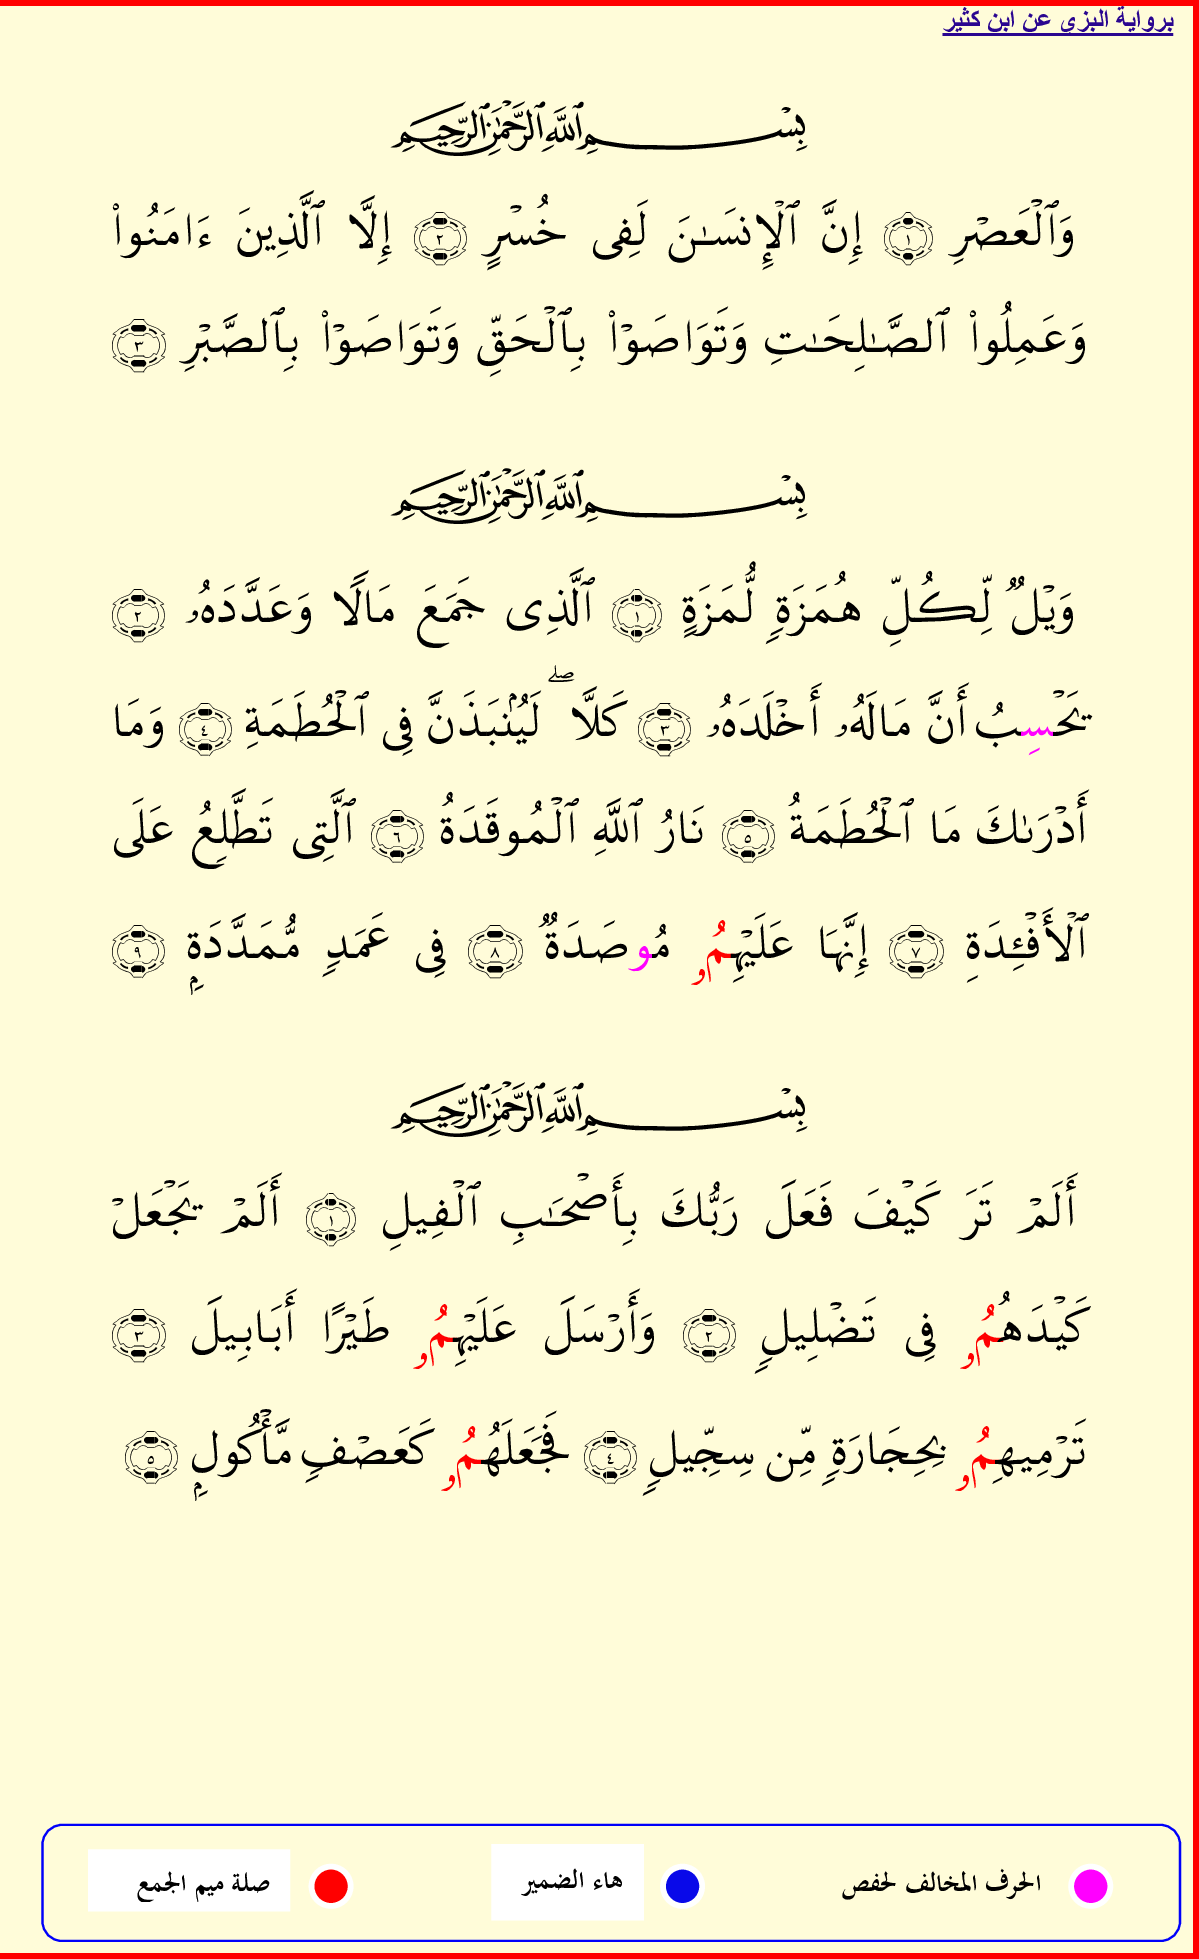 برواية البزي عن ابن كثير
بِسْمِ ٱللَّهِ ٱلرَّحْمَٰنِ ٱلرَّحِيمِ
وَٱلْعَصْرِ ١ إِنَّ ٱلْإِنسَـٰنَ لَفِى خُسْرٍ ٢ إِلَّا ٱلَّذِينَ ءَامَنُوا۟
وَعَمِلُوا۟ ٱلصَّـٰلِحَـٰتِ وَتَوَاصَوْا۟ بِٱلْحَقِّ وَتَوَاصَوْا۟ بِٱلصَّبْرِ ٣
بِسْمِ ٱللَّهِ ٱلرَّحْمَٰنِ ٱلرَّحِيمِ
وَيْلٌ لِّكُلِّ هُمَزَةٍ لُّمَزَةٍ ١ ٱلَّذِى جَمَعَ مَالًا وَعَدَّدَهُۥ ٢
يَحْسِبُ أَنَّ مَالَهُۥ أَخْلَدَهُۥ ٣ كَلَّا ۖ لَيُنۢبَذَنَّ فِى ٱلْحُطَمَةِ ٤ وَمَا
أَدْرَىٰكَ مَا ٱلْحُطَمَةُ ٥ نَارُ ٱللَّهِ ٱلْمُوقَدَةُ ٦ ٱلَّتِى تَطَّلِعُ عَلَى
ٱلْأَفْـِٔدَةِ ٧ إِنَّهَا عَلَيْهِمُۥ مُوصَدَةٌ ٨ فِى عَمَدٍ مُّمَدَّدَةٍۭ ٩
بِسْمِ ٱللَّهِ ٱلرَّحْمَٰنِ ٱلرَّحِيمِ
أَلَمْ تَرَ كَيْفَ فَعَلَ رَبُّكَ بِأَصْحَـٰبِ ٱلْفِيلِ ١ أَلَمْ يَجْعَلْ
كَيْدَهُمُۥ فِى تَضْلِيلٍ ٢ وَأَرْسَلَ عَلَيْهِمُۥ طَيْرًا أَبَابِيلَ ٣
تَرْمِيهِمُۥ بِحِجَارَةٍ مِّن سِجِّيلٍ ٤ فَجَعَلَهُمُۥ كَعَصْفٍ مَّأْكُولٍۭ ٥
الحرف المخالف لحفص هاء الضمير صلة ميم الجمع